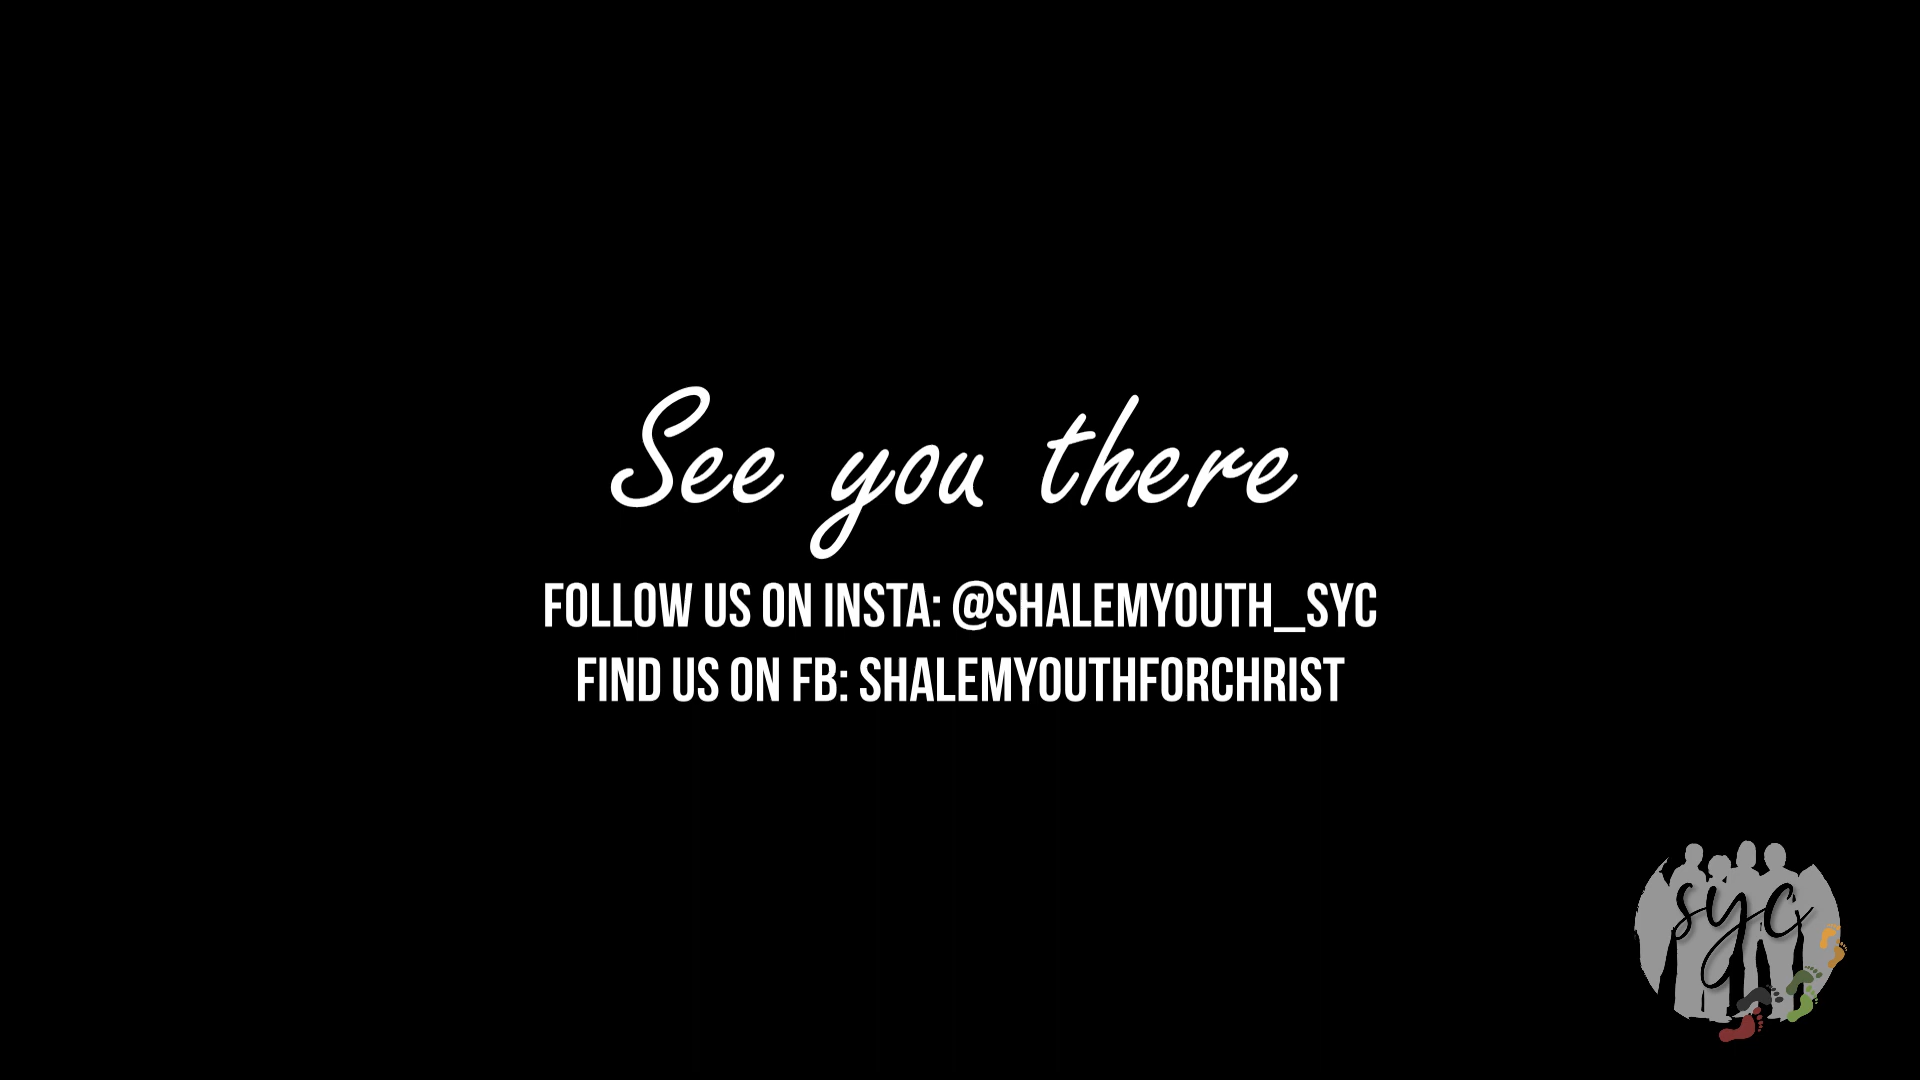 See you there
FOLLOW US ON INSTA: @SHALEMYOUTH_SYC
FIND US ON FB: SHALEMYOUTHFORCHRIST
syc